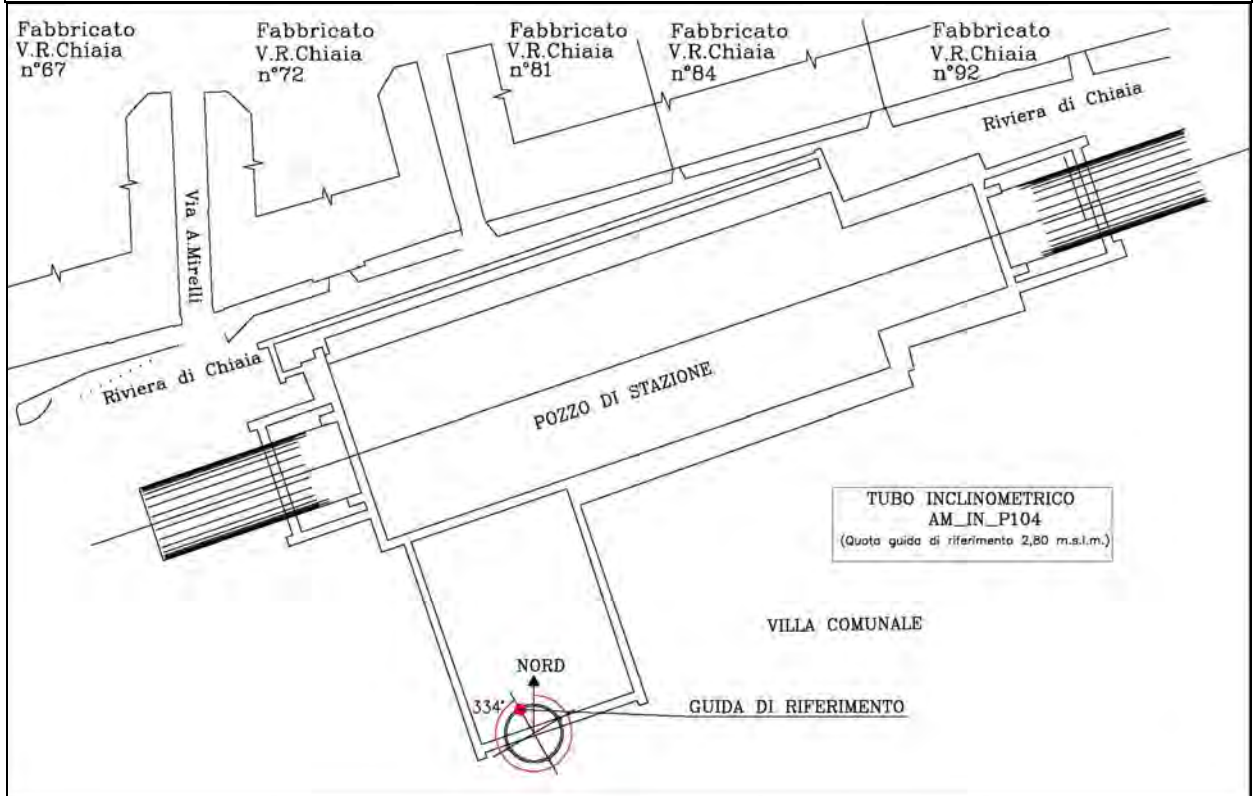 Fabbricato
V.R.Chiaia
n°67
Fabbricato
V.R.Chiaia
n°72
Fabbricato
V.R.Chiaia
n°81
Fabbricato
V.R.Chiaia
n°84
Fabbricato
V.R.Chiaia
n°92
Riviera di Chiaia
Via A.Mirelli
Riviera di Chiaia
POZZO DI STAZIONE
TUBO INCLINOMETRICO
AM_IN_P104
(Quota guida di riferimento 2,80 m.s.l.m.)
VILLA COMUNALE
NORD
334°
GUIDA DI RIFERIMENTO